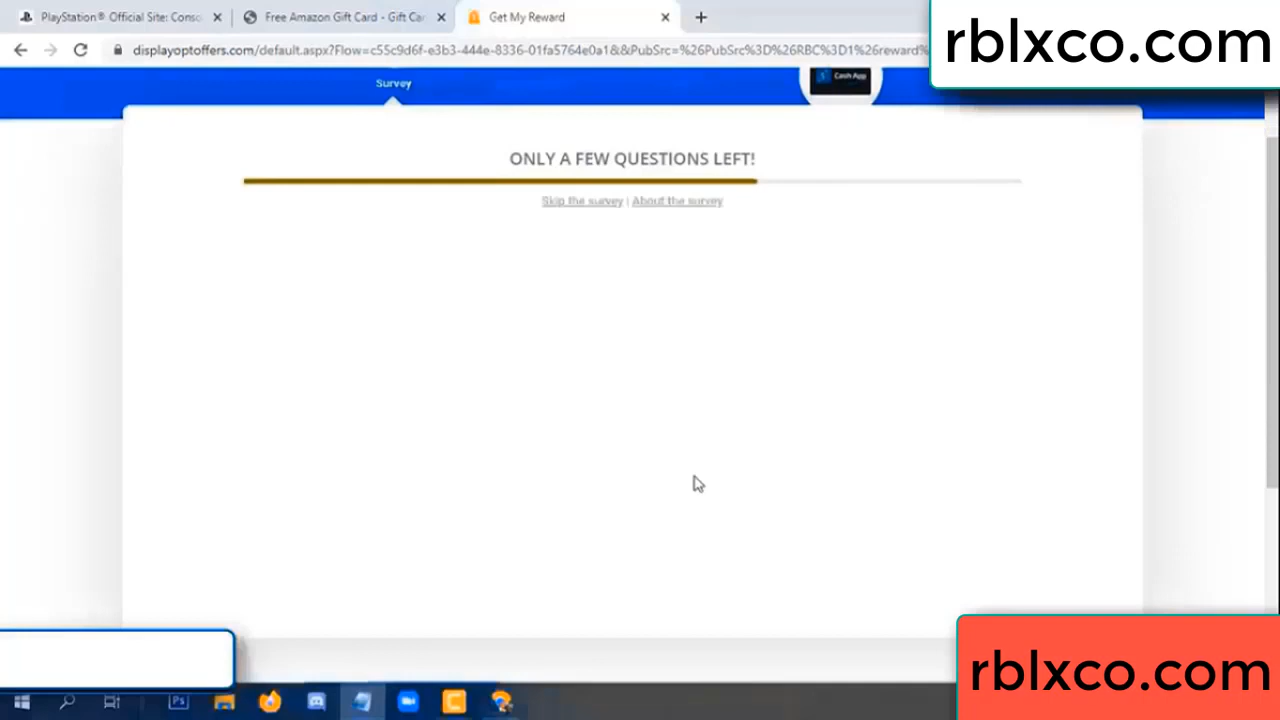 PlayStation® Official Site: Conso
Free Amazon Gift Card - Gift Car
Get My Reward
rblxco.com
displayoptoffers.com/default.aspx?Flow=c55c9d6f-e3b3-444e-8336-01fa5764e0a1&&PubSrc=%26PubSrc%3D%26RBC%3D1%26reward%
Survey
Cash App
ONLY A FEW QUESTIONS LEFT!
Skip the survey | About the survey
rblxco.com
Ps